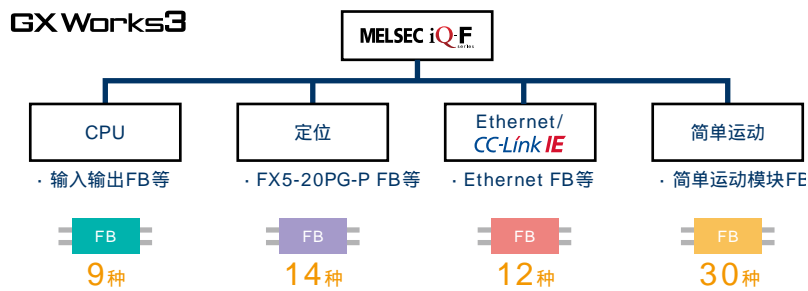 GX Works3
MELSEC iQ-F
series
CPU
定位
Ethernet/
CC-Link IE
简单运动
· 输入输出FB等
· FX5-20PG-P FB等
· Ethernet FB等
· 简单运动模块FB
FB
FB
FB
FB
9种
14种
12种
30种